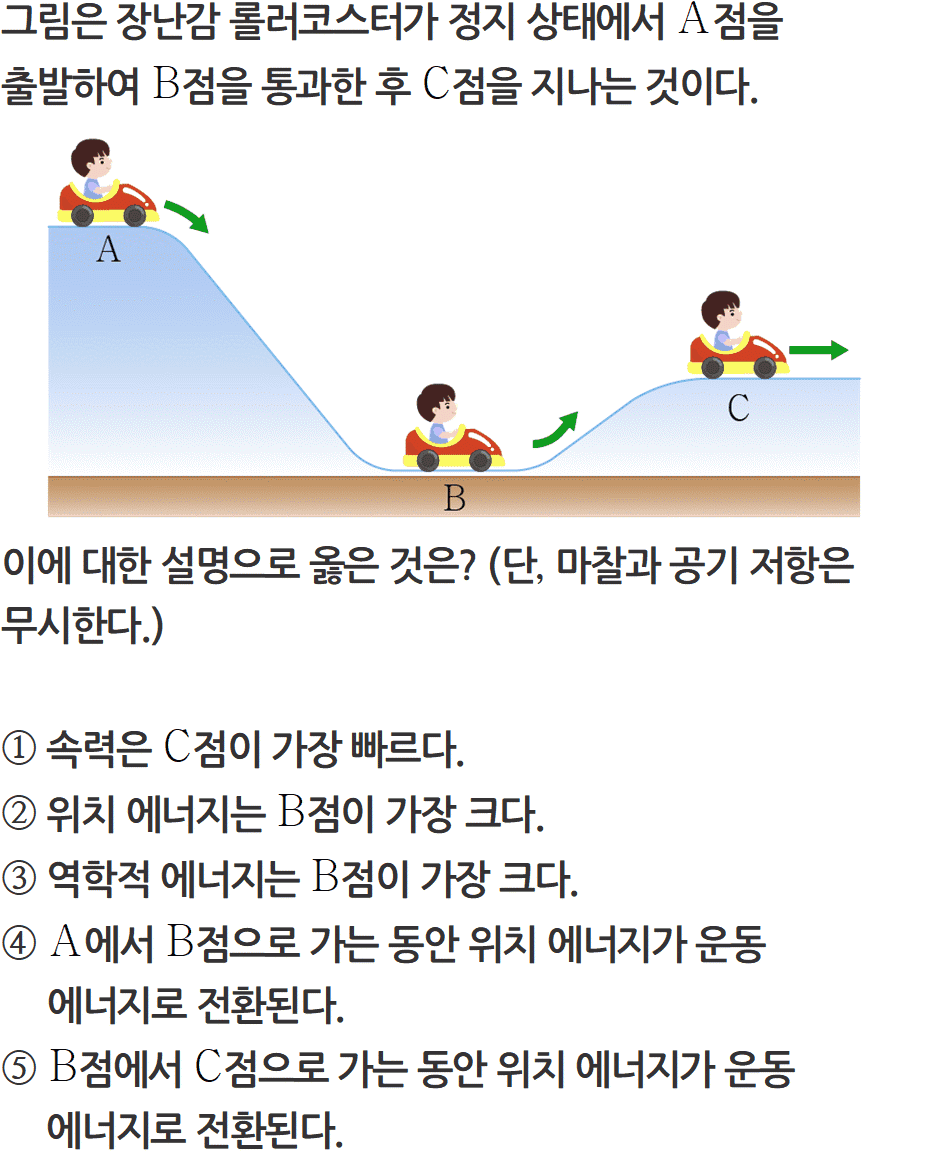 그림은 장난감 롤러코스터가 정지 상태에서 A점을
출발하여 B점을 통과한 후 C점을 지나는 것이다.
A
C
B
이에 대한 설명으로 옳은 것은? (단, 마찰과 공기 저항은
무시한다.)
① 속력은 C점이 가장 빠르다.
② 위치 에너지는 B점이 가장 크다.
③ 역학적 에너지는 B점이 가장 크다.
④ A에서 B점으로 가는 동안 위치 에너지가 운동
에너지로 전환된다.
⑤ B점에서 C점으로 가는 동안 위치 에너지가 운동
에너지로 전환된다.